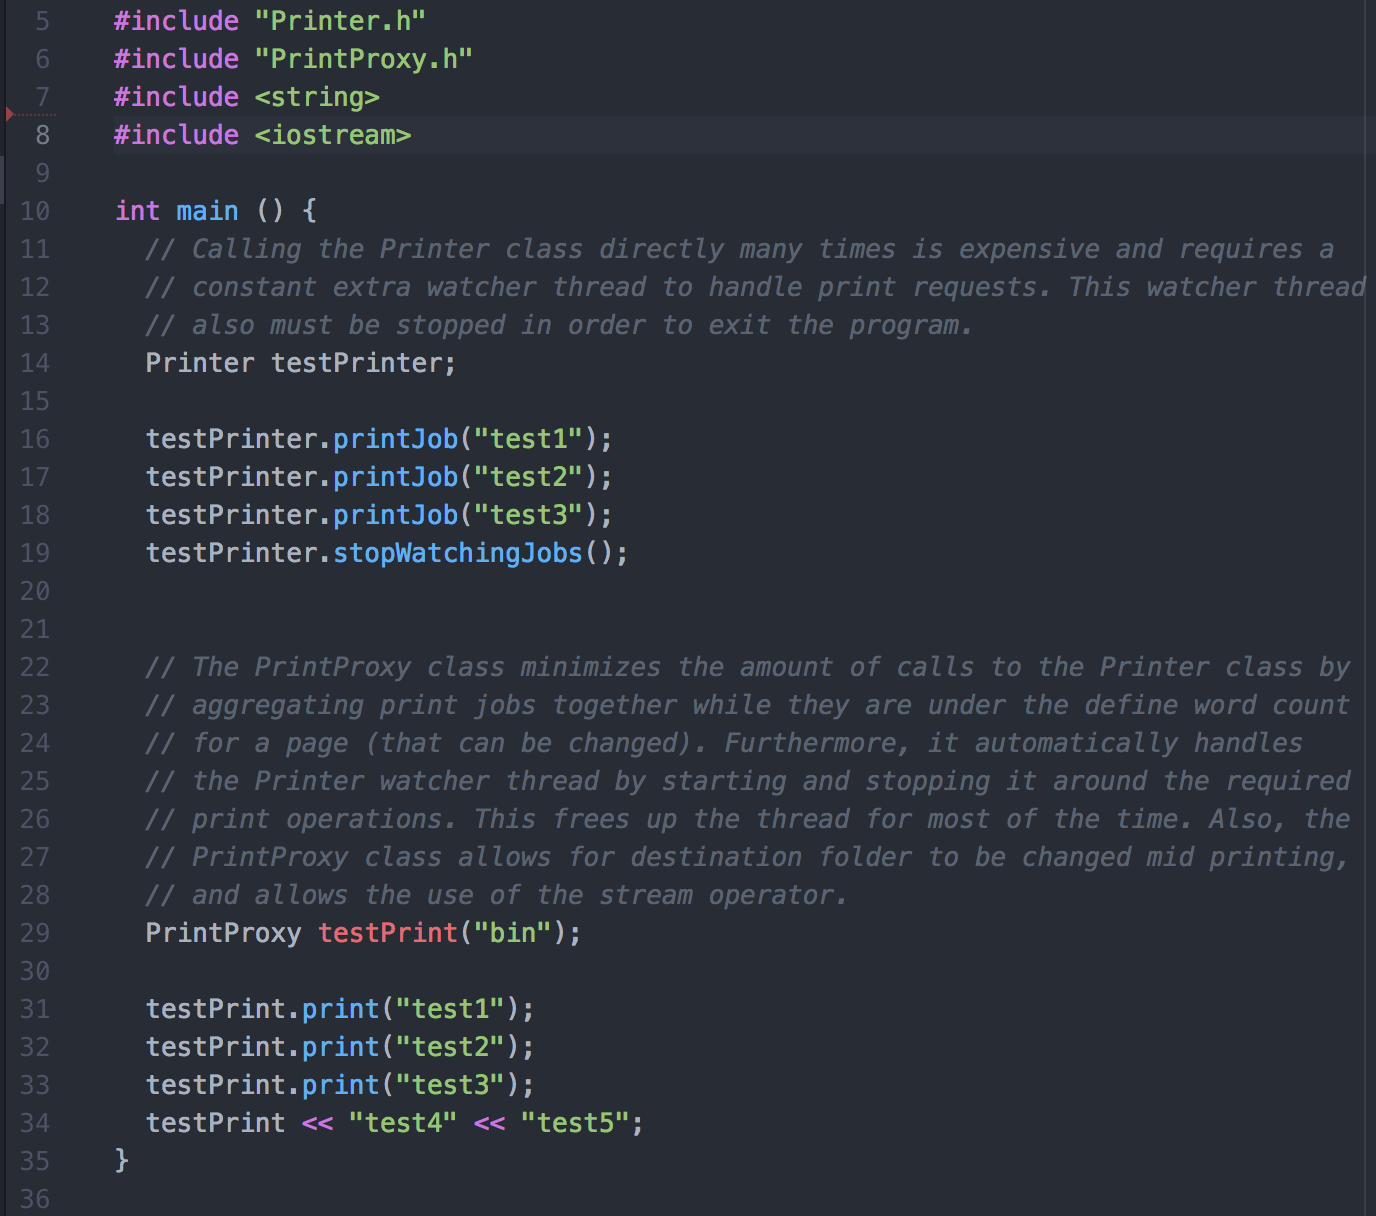 5 #include "Printer.h"
6 #include "PrintProxy.h"
7 #include <string>
8 #include <iostream>
9
10 int main () {
11 // Calling the Printer class directly many times is expensive and requires a
12 // constant extra watcher thread to handle print requests. This watcher thread
13 // also must be stopped in order to exit the program.
14 Printer testPrinter;
15
16 testPrinter.printJob("test1");
17 testPrinter.printJob("test2");
18 testPrinter.printJob("test3");
19 testPrinter.stopWatchingJobs();
20
21
22 // The PrintProxy class minimizes the amount of calls to the Printer class by
23 // aggregating print jobs together while they are under the define word count
24 // for a page (that can be changed). Furthermore, it automatically handles
25 // the Printer watcher thread by starting and stopping it around the required
26 // print operations. This frees up the thread for most of the time. Also, the
27 // PrintProxy class allows for destination folder to be changed mid printing,
28 // and allows the use of the stream operator.
29 PrintProxy testPrint("bin");
30
31 testPrint.print("test1");
32 testPrint.print("test2");
33 testPrint.print("test3");
34 testPrint << "test4" << "test5";
35 }
36